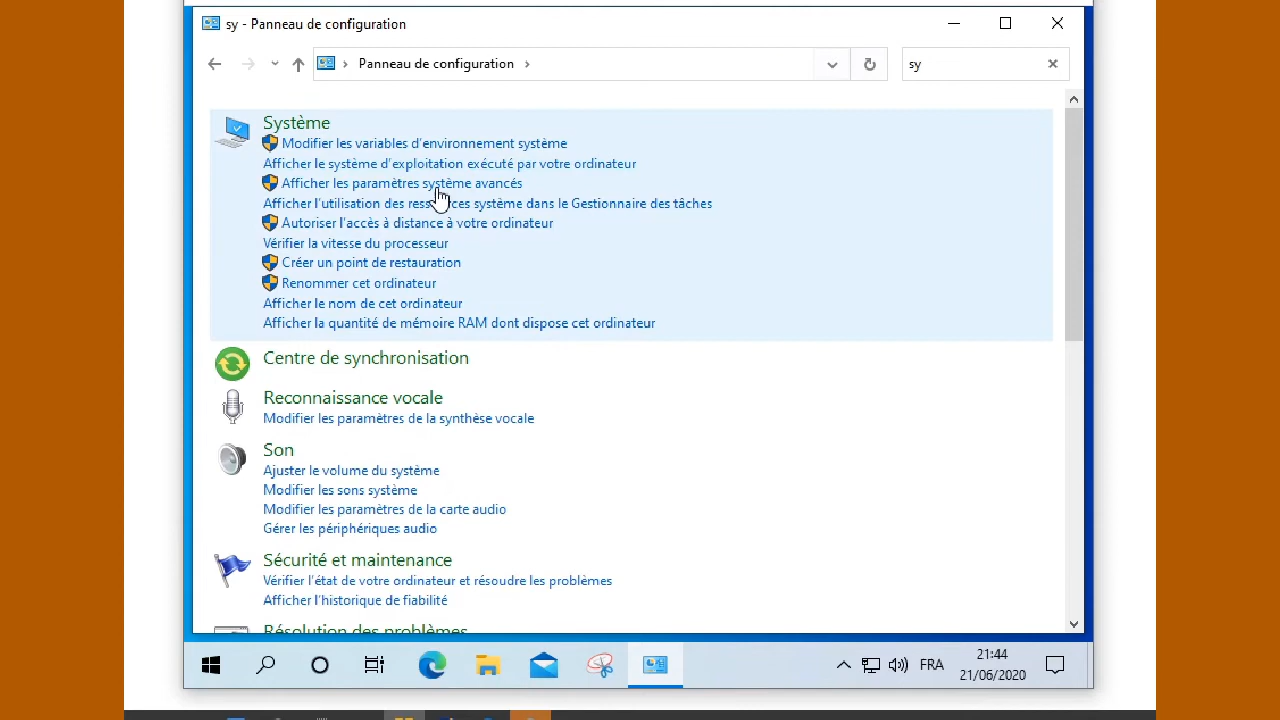 sy - Panneau de configuration
Panneau de configuration
sy
Système
Modifier les variables d'environnement système
Afficher le système d'exploitation exécuté par votre ordinateur
Afficher les paramètres système avancés
Afficher l'utilisation des ressources système dans le Gestionnaire des tâches
Autoriser l'accès à distance à votre ordinateur
Vérifier la vitesse du processeur
Créer un point de restauration
Renommer cet ordinateur
Afficher le nom de cet ordinateur
Afficher la quantité de mémoire RAM dont dispose cet ordinateur
Centre de synchronisation
Reconnaissance vocale
Modifier les paramètres de la synthèse vocale
Son
Ajuster le volume du système
Modifier les sons système
Modifier les paramètres de la carte audio
Gérer les périphériques audio
Sécurité et maintenance
Vérifier l'état de votre ordinateur et résoudre les problèmes
Afficher l'historique de fiabilité
Résolution des problèmes
FRA
21:44
21/06/2020